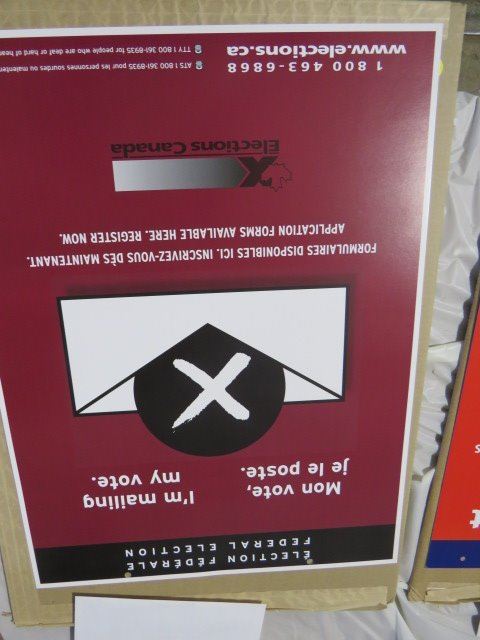 ÉLECTION FÉDÉRALE
FEDERAL ELECTION
Mon vote,
je le poste.
I'm mailing
my vote.
FORMULAIRES DISPONIBLES ICI. INSCRIVEZ-VOUS DÈS MAINTENANT.
APPLICATION FORMS AVAILABLE HERE. REGISTER NOW.
Elections Canada
1 800 463-6868
www.elections.ca
ATS 1 800 361-8935 pour les personnes sourdes ou malenten
TTY 1 800 361-8935 for people who are deaf or hard of hear